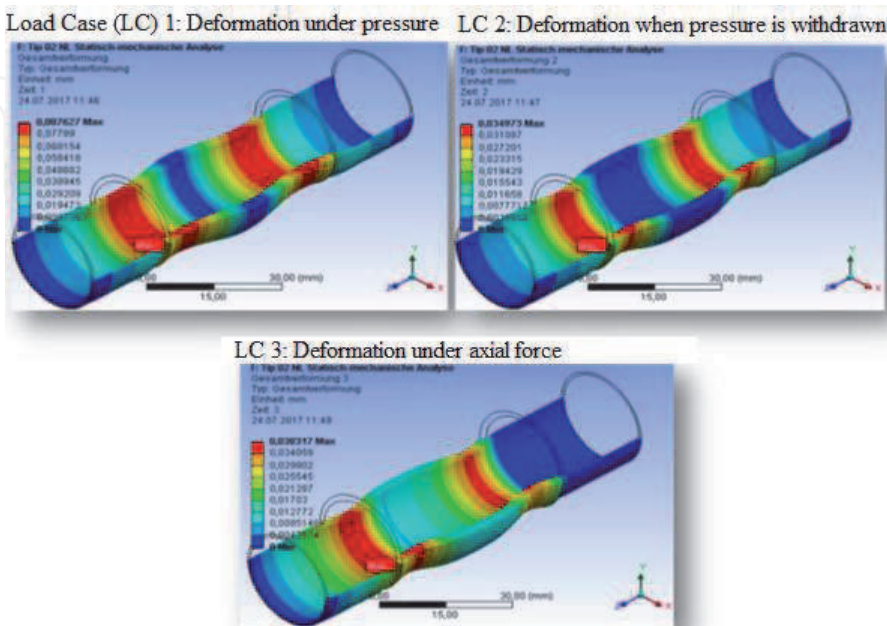 Load Case (LC) 1: Deformation under pressure
F: Tip 02 NL Statisch-mechanische Analyse
Gesamtverformung
Typ: Gesamtverformung
Einheit: mm
Zeit: 1
24.07.2017 11:46
0,087627 Max
0,07789
0,068154
0,058418
0,048682
0,038945
0,029209
0,019473
0 Min
30,00 (mm)
15,00
Y
X
LC 2: Deformation when pressure is withdrawn
F: Tip 02 NL Statisch-mechanische Analyse
Gesamtverformung 2
Typ: Gesamtverformung
Einheit: mm
Zeit: 2
24.07.2017 11:47
0,034973 Max
0,031087
0,027201
0,023315
0,019429
0,015543
0,011658
0 Min
30,00 (mm)
15,00
Y
X
LC 3: Deformation under axial force
F: Tip 02 NL Statisch-mechanische Analyse
Gesamtverformung 3
Typ: Gesamtverformung
Einheit: mm
Zeit: 3
24.07.2017 11:49
0,038317 Max
0,034059
0,029802
0,025545
0,021287
0,01703
0,012772
0 Min
30,00 (mm)
15,00
Y
X